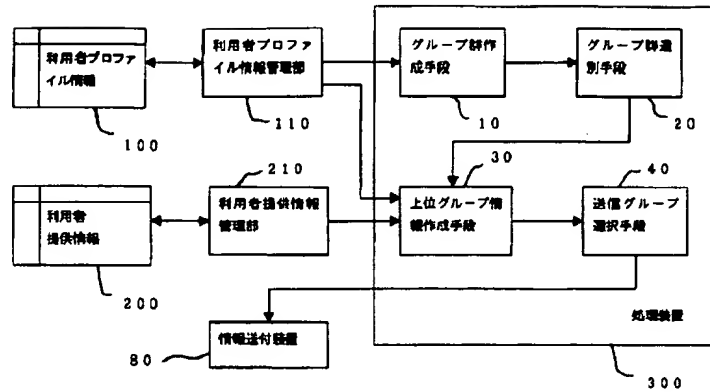 利用者プロファ
イル情報
100
利用者プロファ
イル情報管理部
110
グループ群作
成手段
10
グループ群選
別手段
20
利用者
提供情報
200
210
利用者提供情報
管理部
30
上位グループ情
報作成手段
40
送信グループ
選択手段
情報送付装置
80
処理装置
300